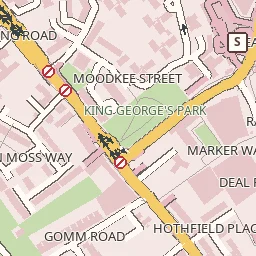 NG ROAD
S
MOODKEE STREET
KING GEORGE'S PARK
MOSS WAY
MARKER WA
DEAL
HOTHFIELD PLAC
GOMM ROAD